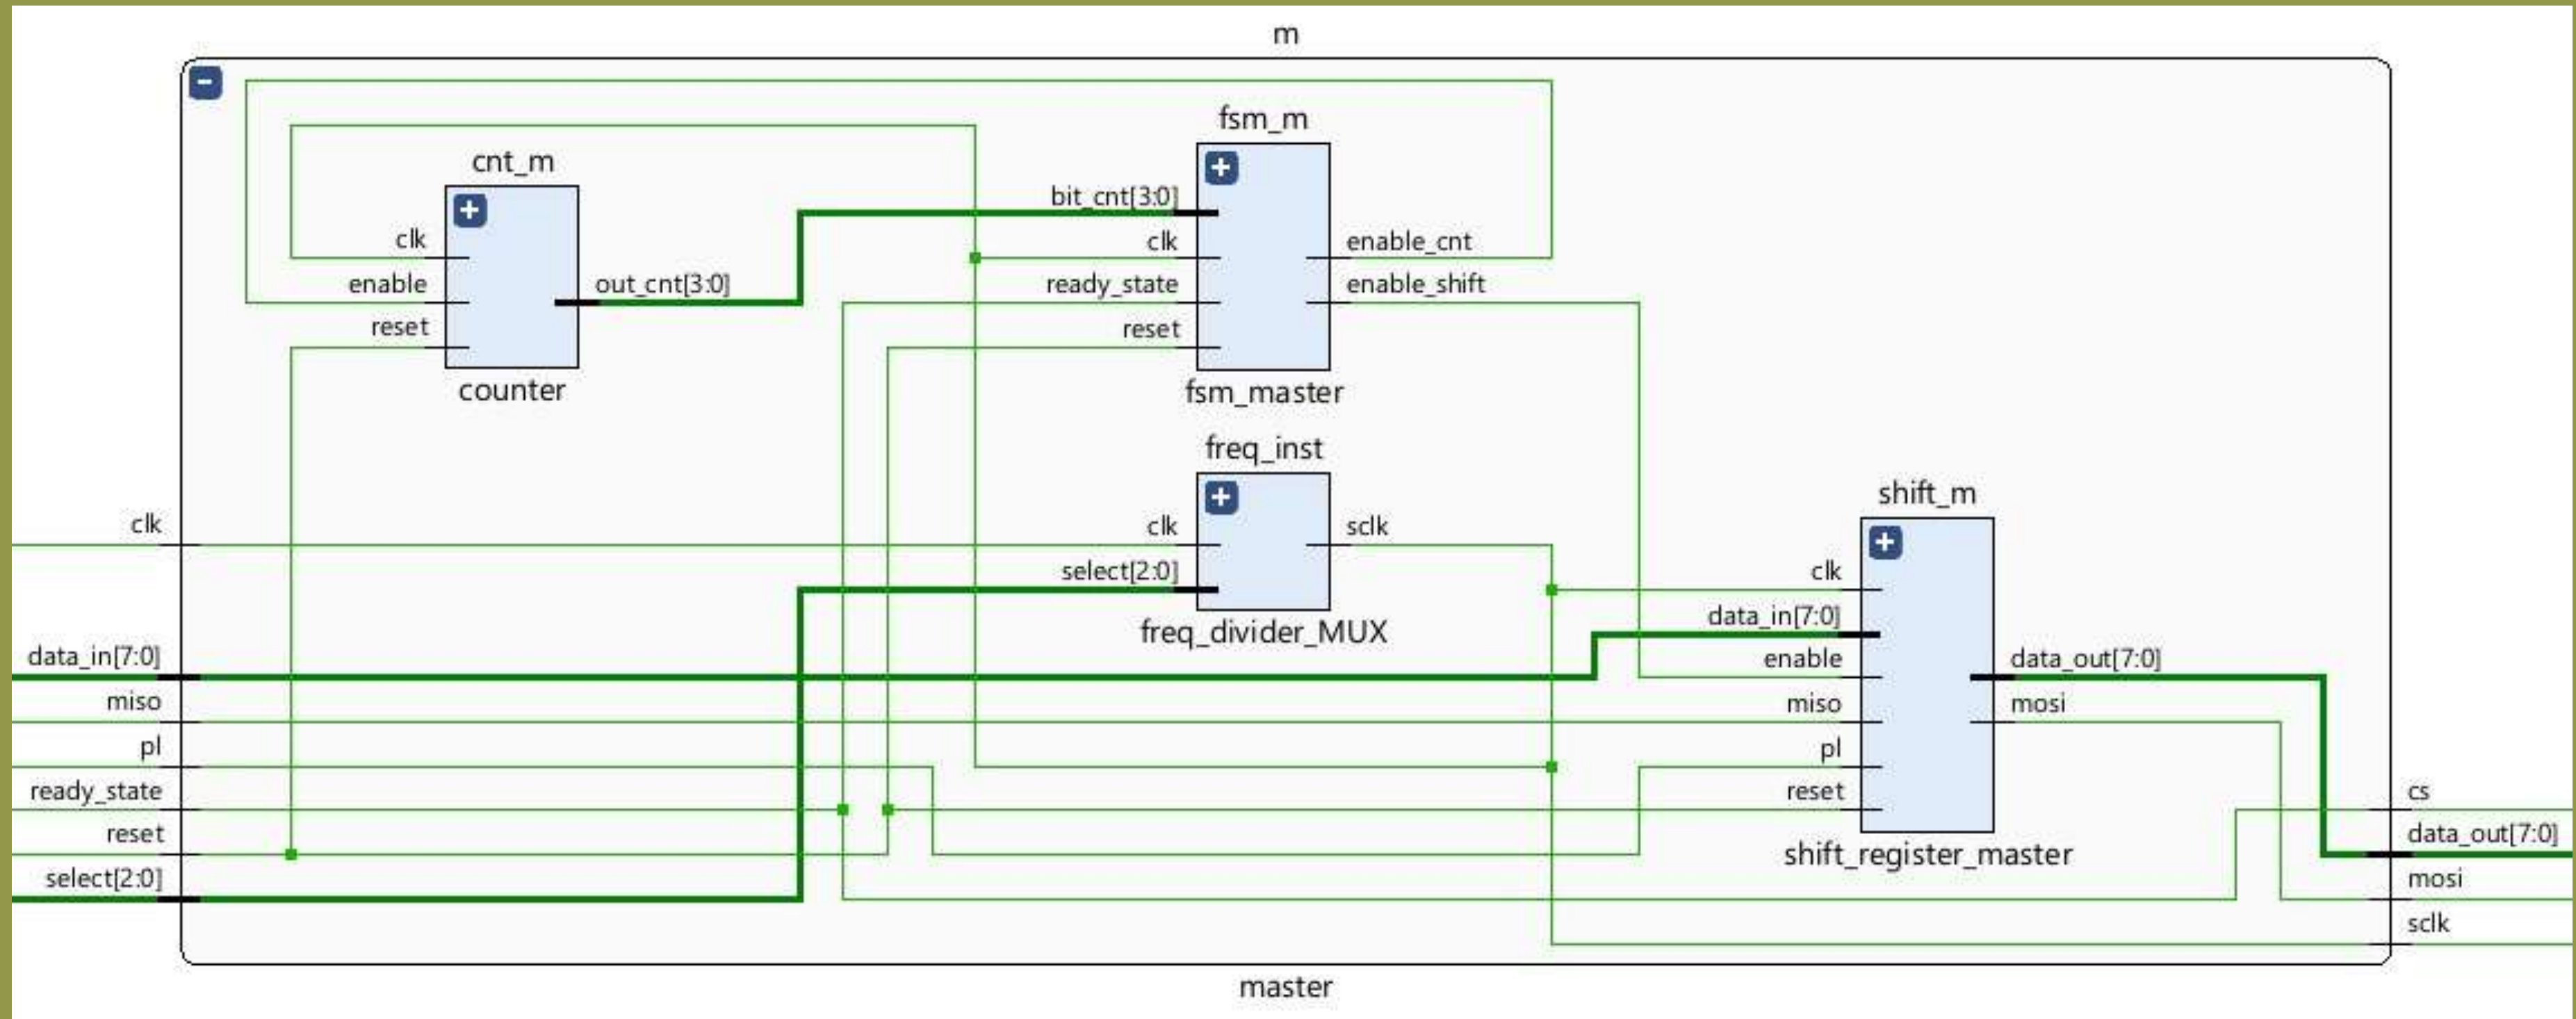 m
cnt_m
clk
enable
reset
out_cnt[3:0]
counter
fsm_m
bit_cnt[3:0]
clk
ready_state
reset
enable_cnt
enable_shift
fsm_master
freq_inst
clk
select[2:0]
sclk
freq_divider_MUX
shift_m
clk
data_in[7:0]
enable
miso
pl
reset
data_out[7:0]
mosi
shift_register_master
clk
data_in[7:0]
miso
pl
ready_state
reset
select[2:0]
cs
data_out[7:0]
mosi
sclk
master